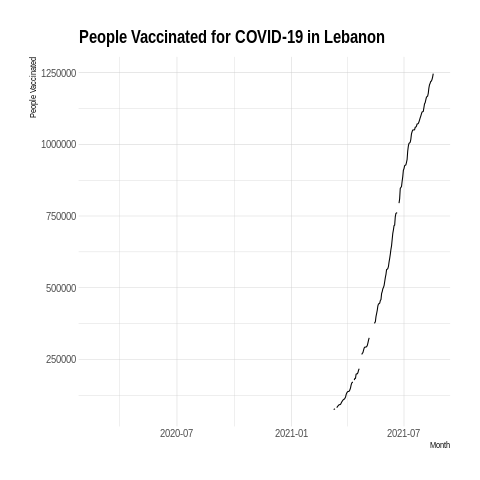 People Vaccinated for COVID-19 in Lebanon
People Vaccinated
1250000
1000000
750000
500000
250000
2020-07 2021-01 2021-07
Month